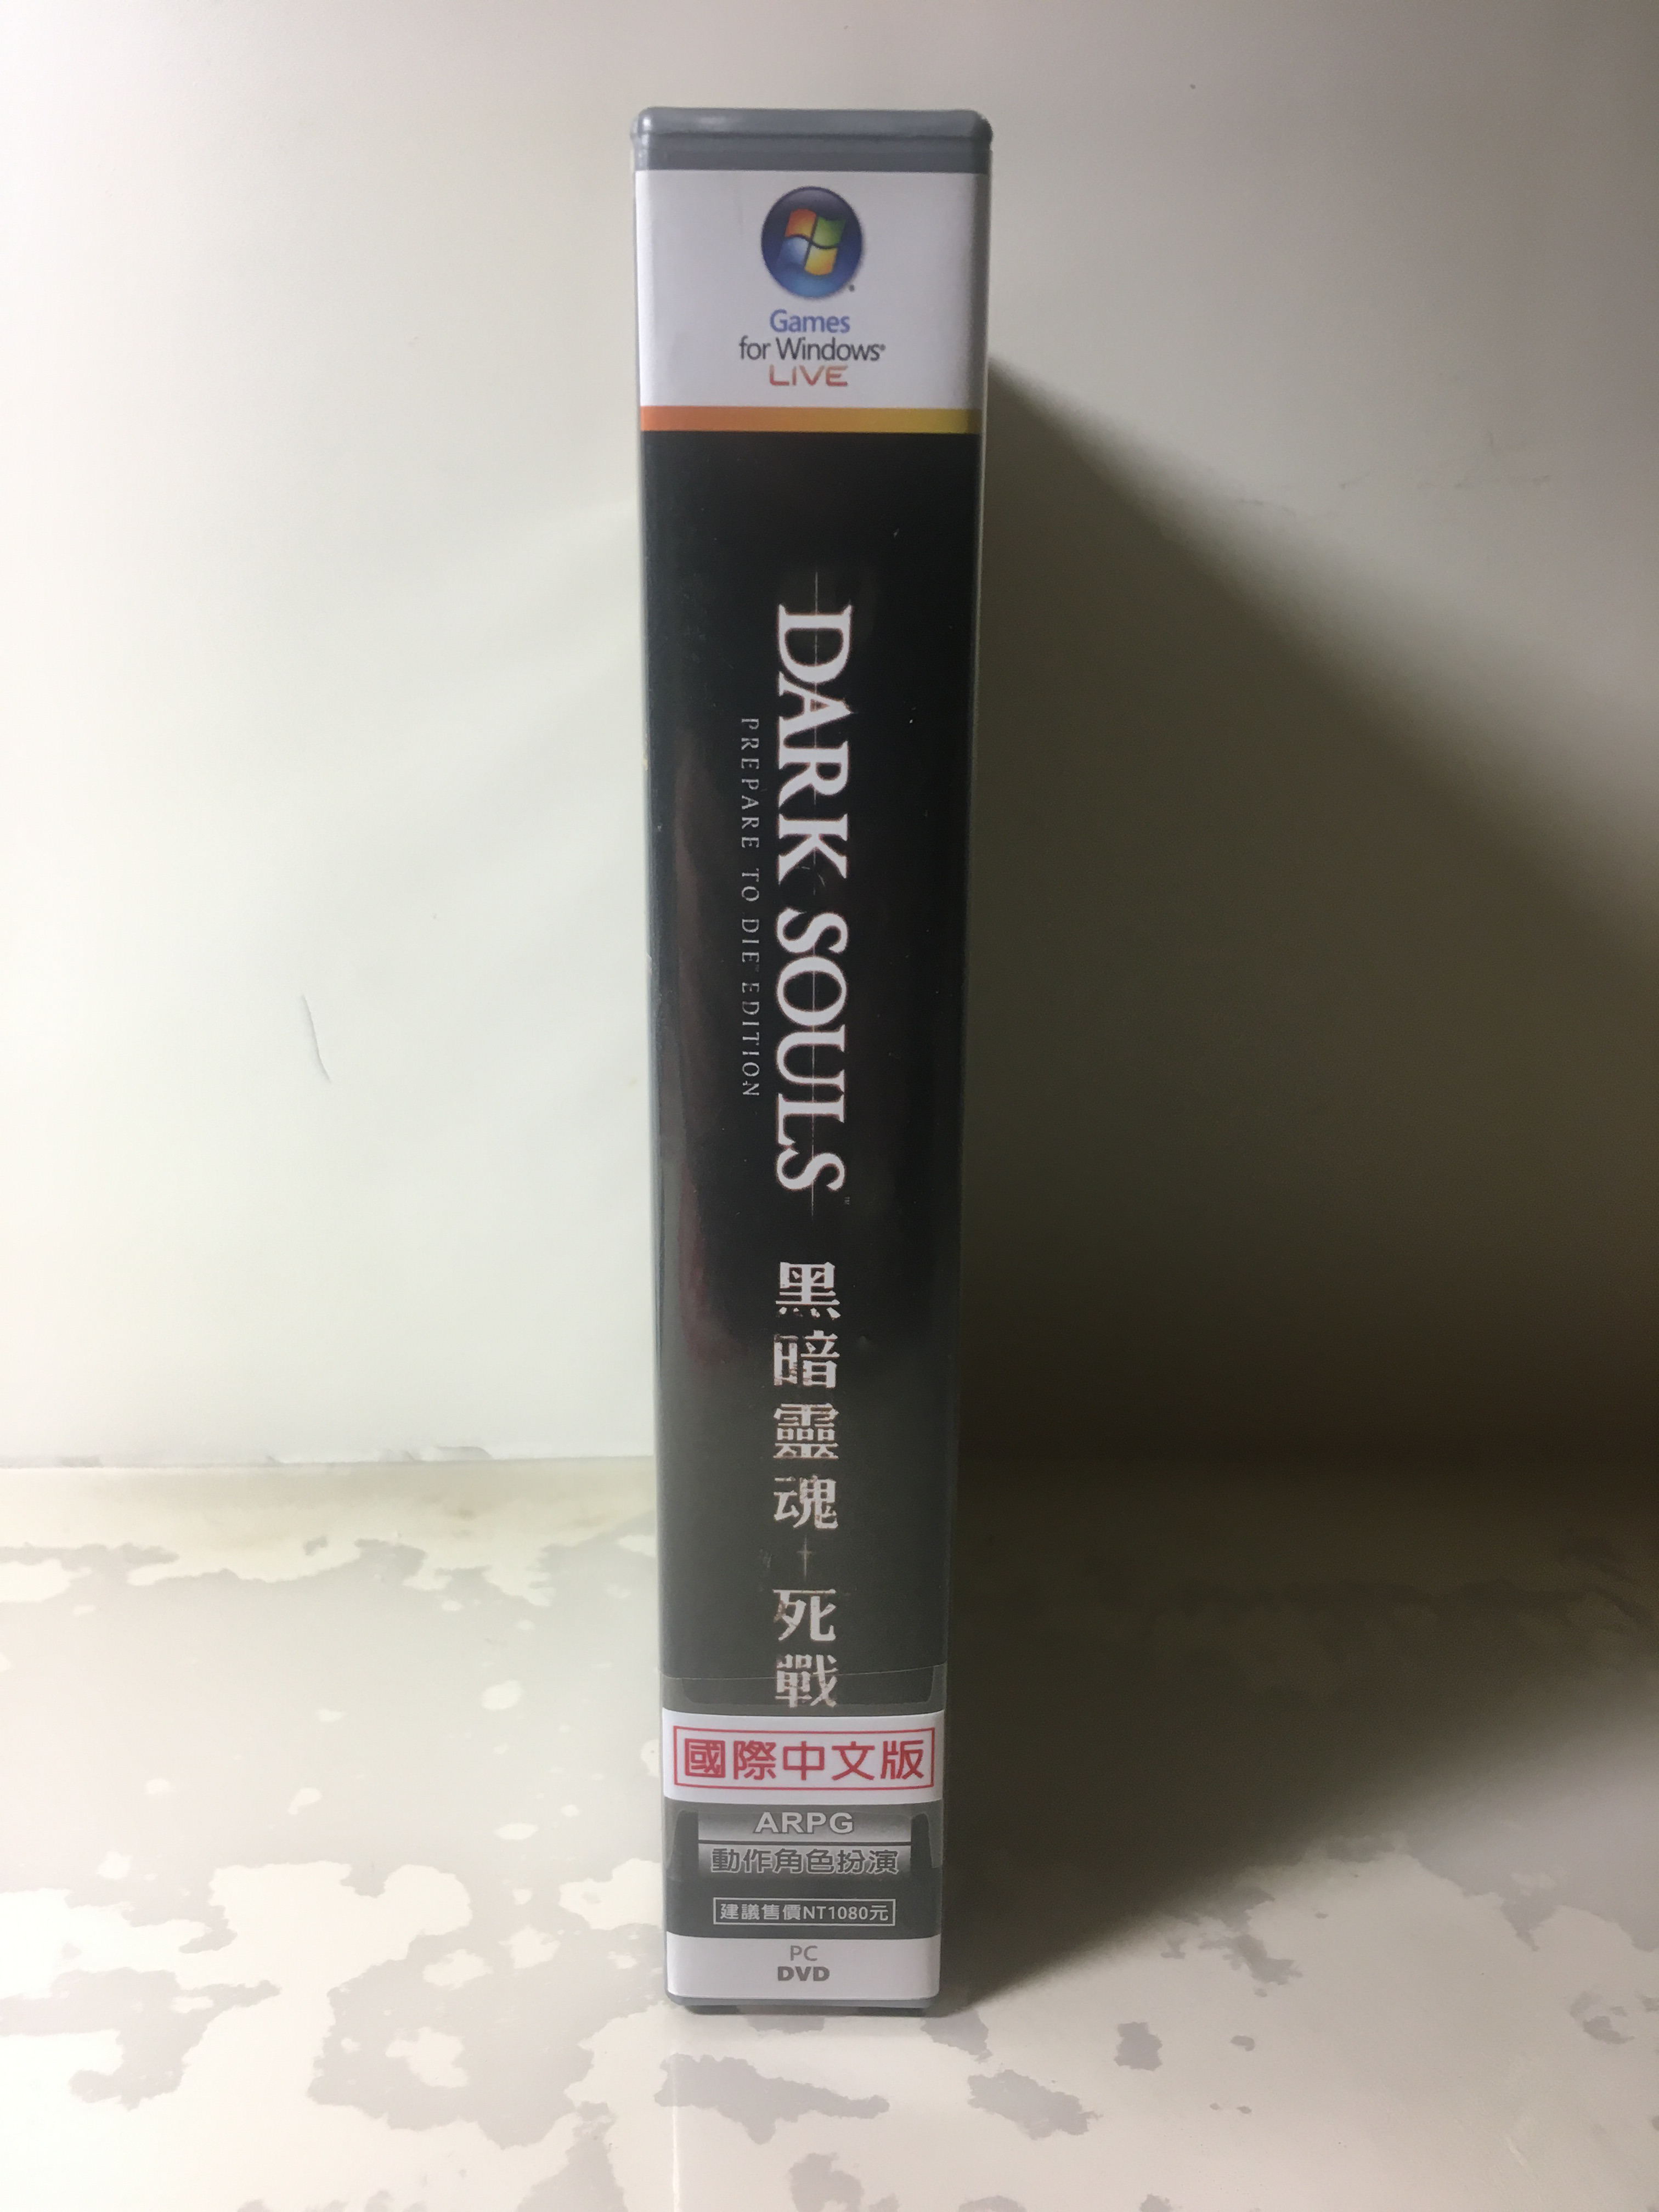 Games
for Windows®
LIVE
DARK SOULS™
PREPARE TO DIE™ EDITION
黑暗靈魂†死戰
國際中文版
ARPG
動作角色扮演
建議售價NT1080元
PC
DVD